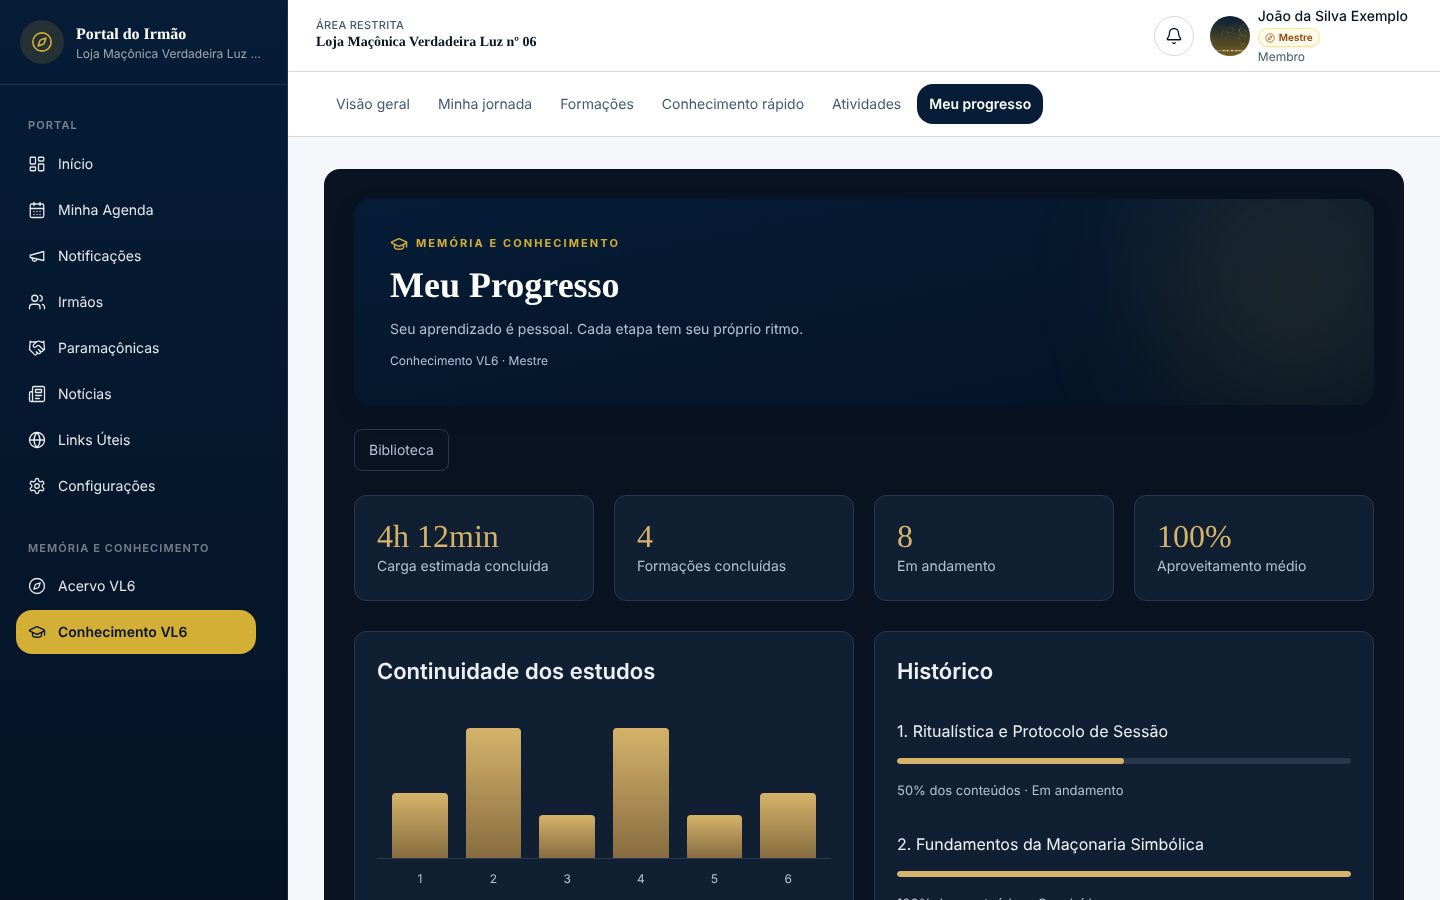 Portal do Irmão
Loja Maçônica Verdadeira Luz ...
PORTAL
Início
Minha Agenda
Notificações
Irmãos
Paramaçônicas
Notícias
Links Úteis
Configurações
MEMÓRIA E CONHECIMENTO
Acervo VL6
Conhecimento VL6
ÁREA RESTRITA
Loja Maçônica Verdadeira Luz nº 06
João da Silva Exemplo
Mestre
Membro
Visão geral
Minha jornada
Formações
Conhecimento rápido
Atividades
Meu progresso
MEMÓRIA E CONHECIMENTO
Meu Progresso
Seu aprendizado é pessoal. Cada etapa tem seu próprio ritmo.
Conhecimento VL6 · Mestre
Biblioteca
4h 12min
Carga estimada concluída
4
Formações concluídas
8
Em andamento
100%
Aproveitamento médio
Continuidade dos estudos
1 2 3 4 5 6
Histórico
1. Ritualística e Protocolo de Sessão
50% dos conteúdos · Em andamento
2. Fundamentos da Maçonaria Simbólica